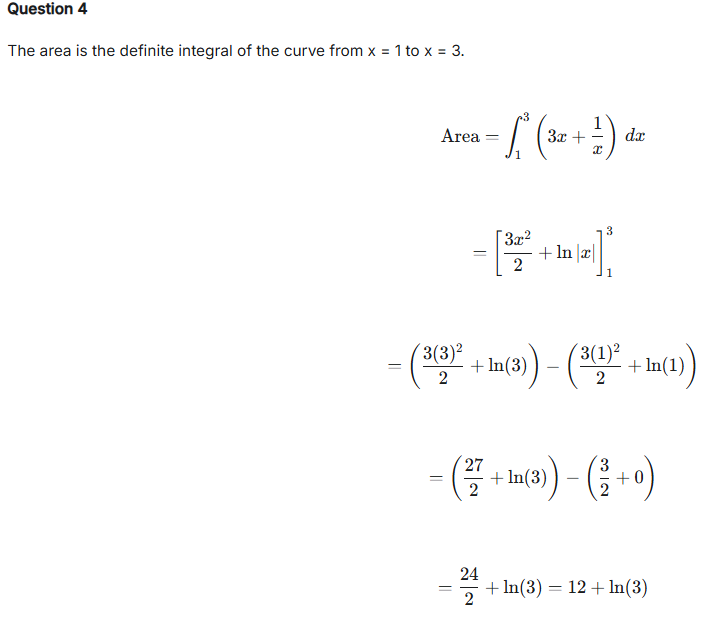 Question 4
The area is the definite integral of the curve from x = 1 to x = 3.
Area = ∫₁³ (3x + 1/x) dx
= [3x²/2 + ln |x|]₁³
= (3(3)²/2 + ln(3)) − (3(1)²/2 + ln(1))
= (27/2 + ln(3)) − (3/2 + 0)
= 24/2 + ln(3) = 12 + ln(3)